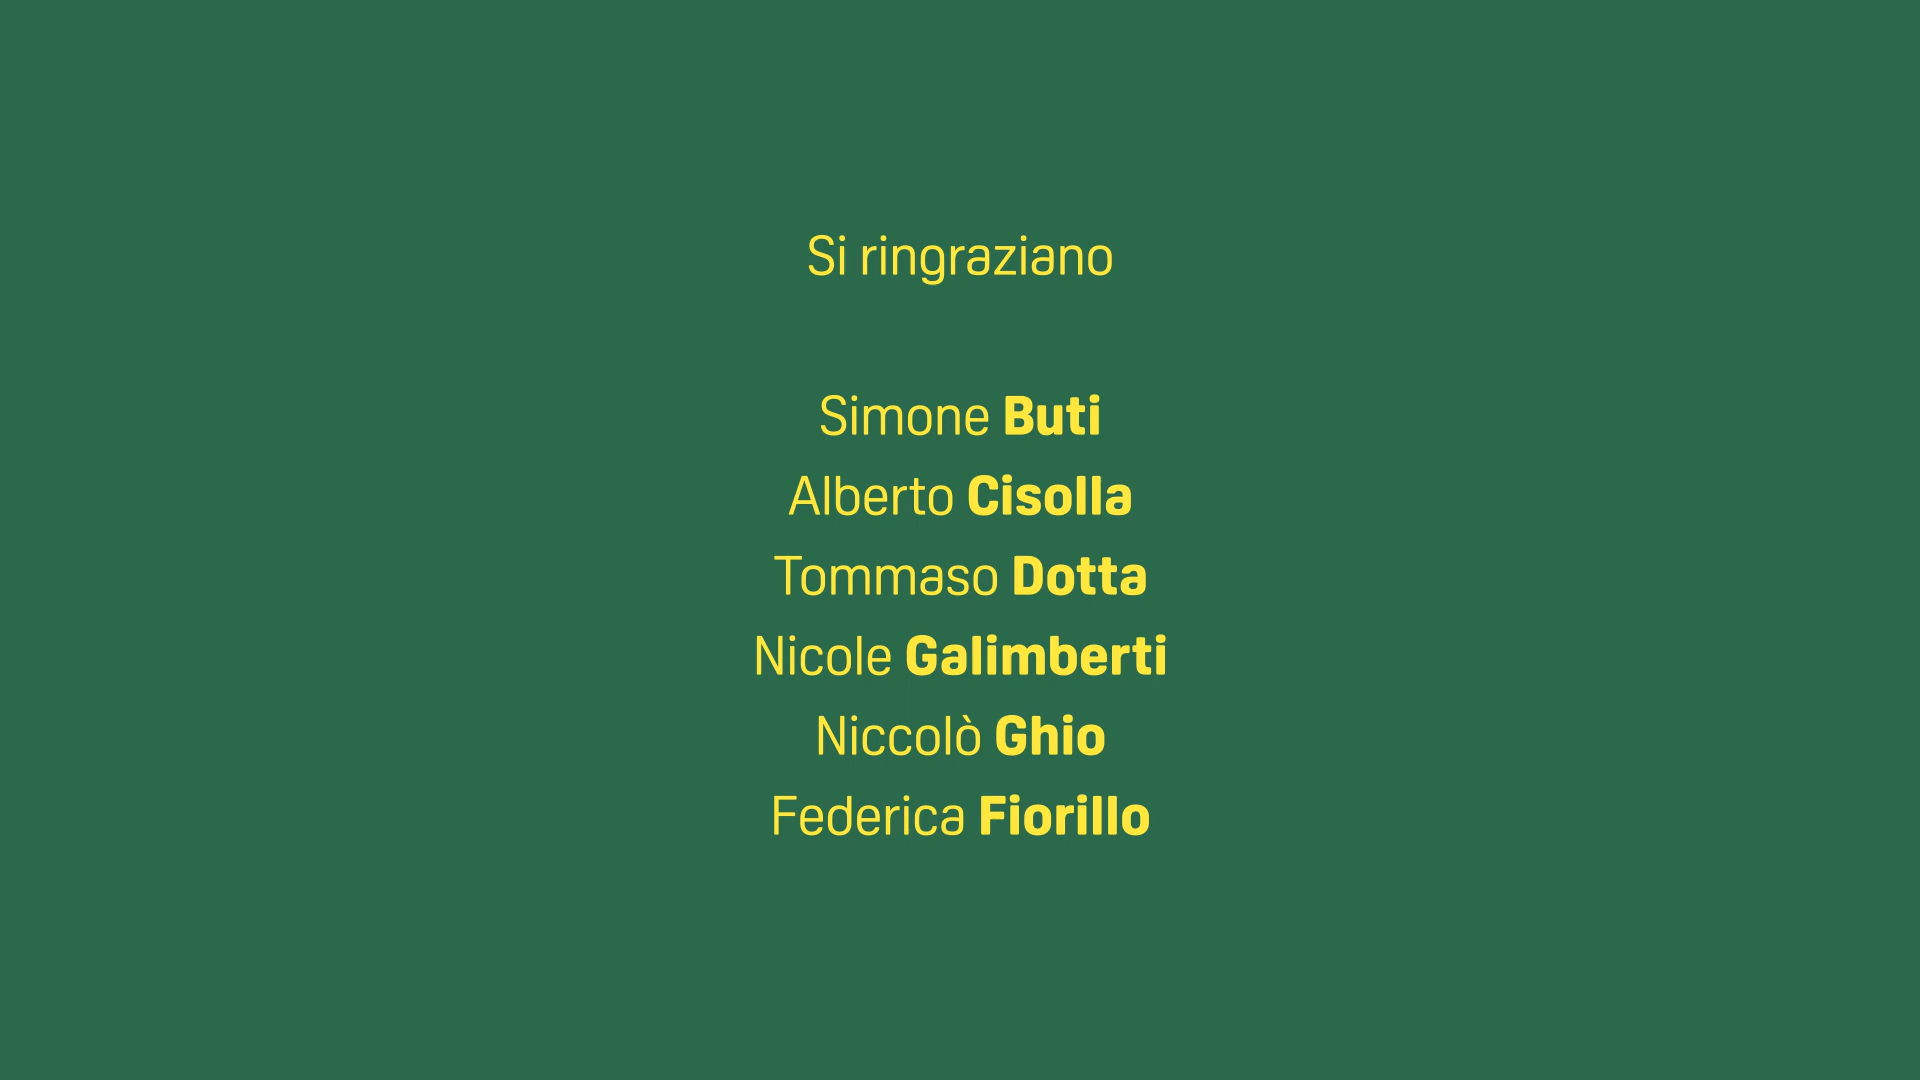 Si ringraziano
Simone Buti
Alberto Cisolla
Tommaso Dotta
Nicole Galimberti
Niccolò Ghio
Federica Fiorillo